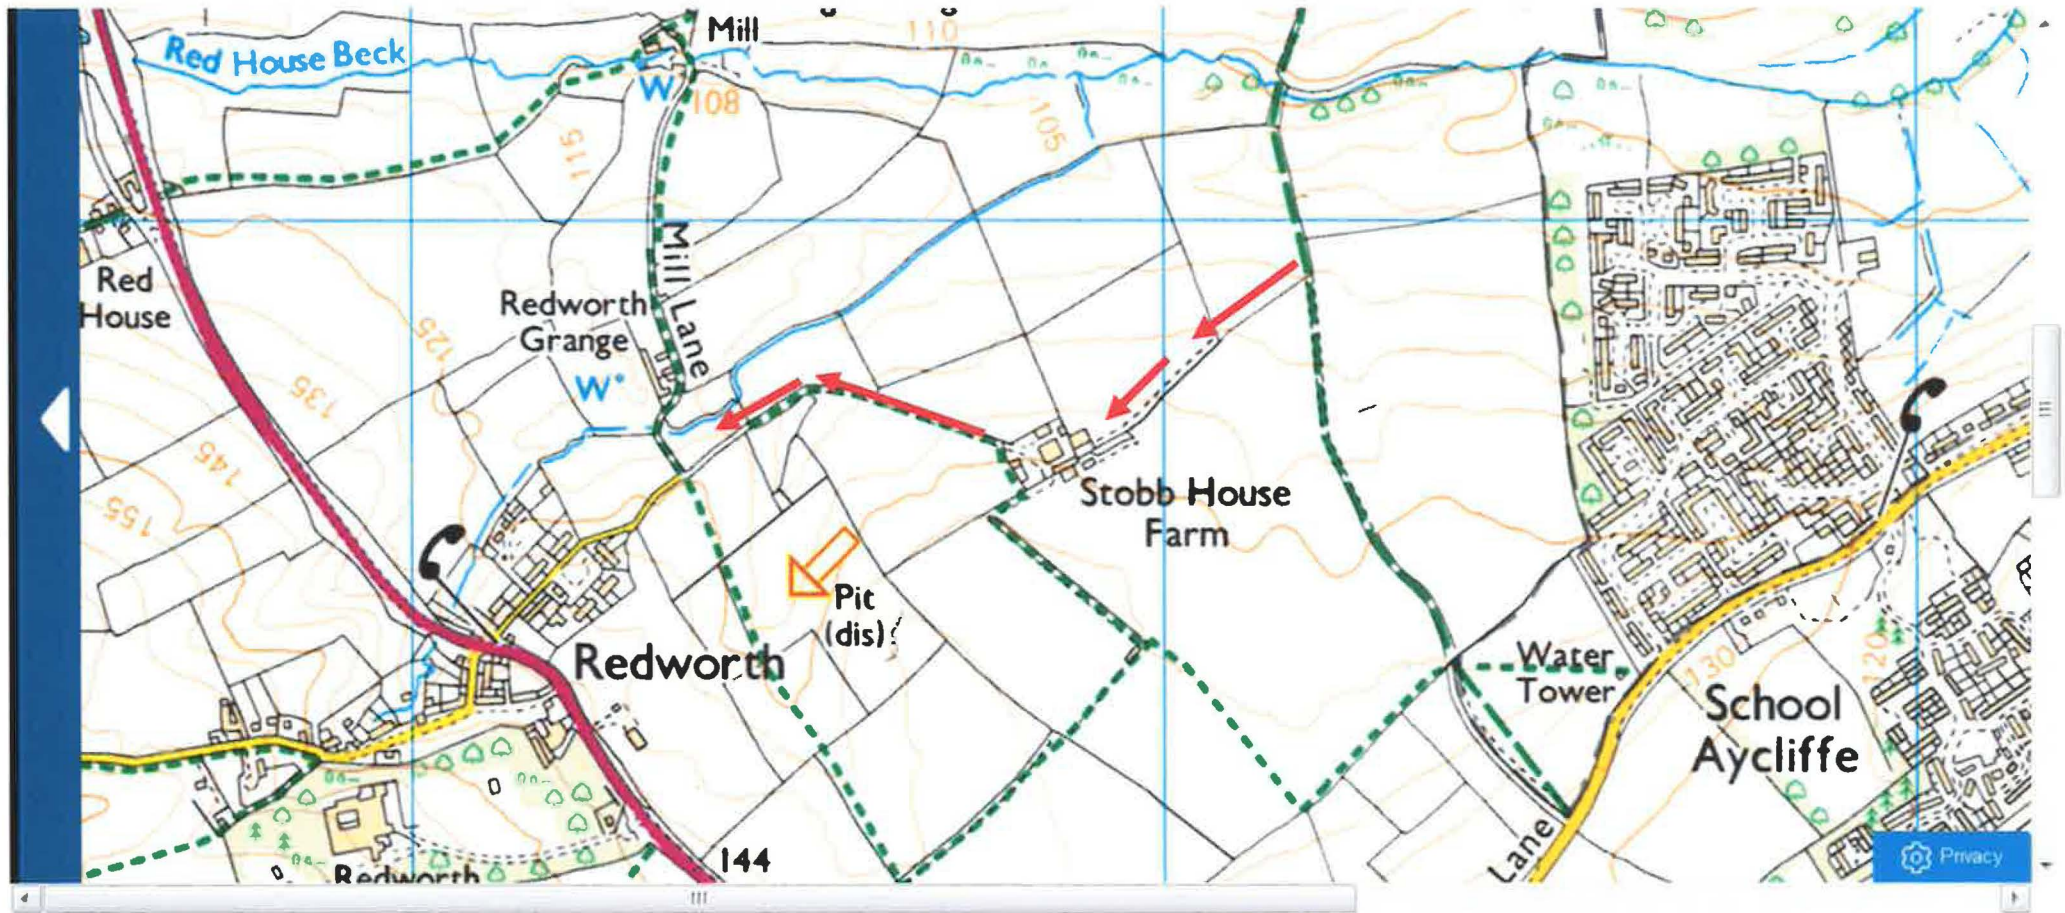 Mill
110
Red House Beck
W
108
105
115
Mill Lane
Red
House
Redworth
Grange
125
W
135
145
155
Stobb House
Farm
Pit
(dis)
Redworth
Water
Tower
130
120
School
Aycliffe
Lane
144
Redworth
Privacy